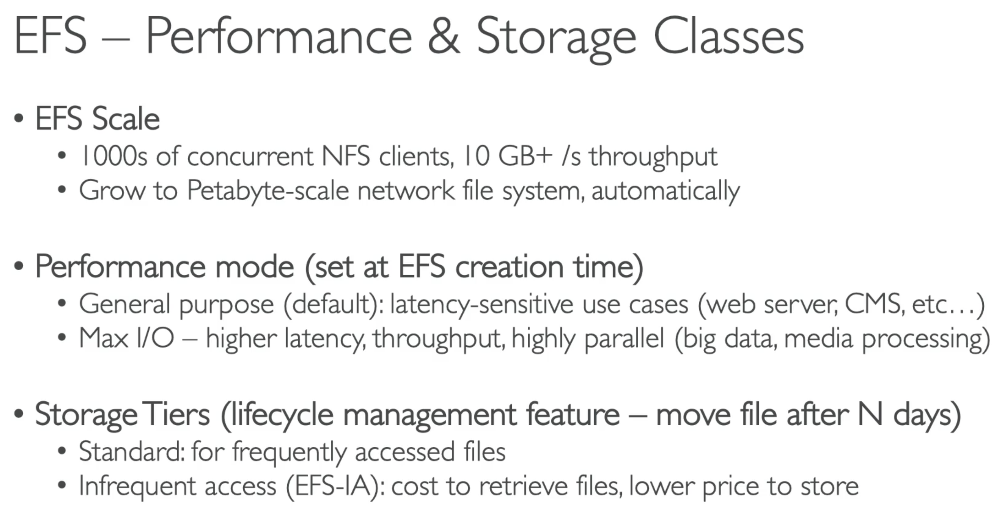 EFS – Performance & Storage Classes
• EFS Scale
• 1000s of concurrent NFS clients, 10 GB+ /s throughput
• Grow to Petabyte-scale network file system, automatically
• Performance mode (set at EFS creation time)
• General purpose (default): latency-sensitive use cases (web server, CMS, etc…)
• Max I/O – higher latency, throughput, highly parallel (big data, media processing)
• Storage Tiers (lifecycle management feature – move file after N days)
• Standard: for frequently accessed files
• Infrequent access (EFS-IA): cost to retrieve files, lower price to store